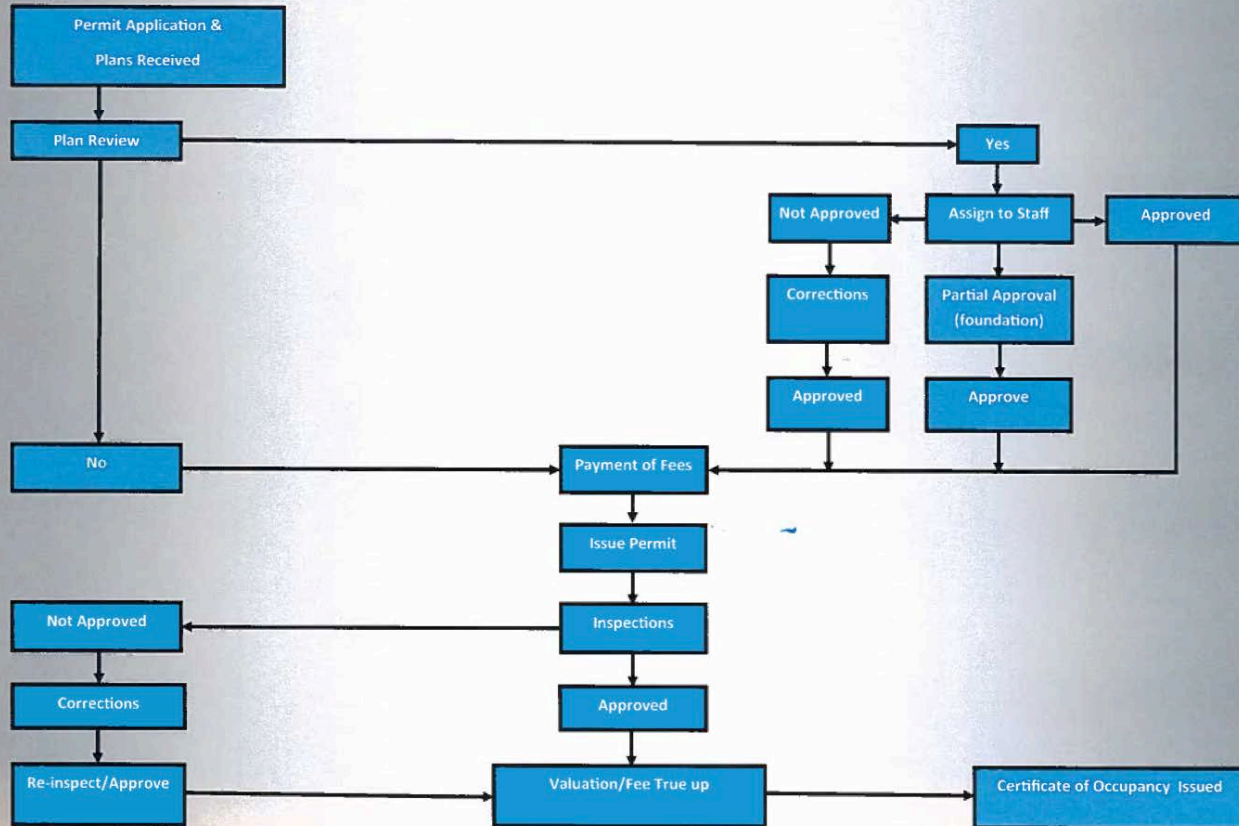 Permit Application &
Plans Received
Plan Review
Yes
Not Approved
Assign to Staff
Approved
Corrections
Partial Approval
(foundation)
Approved
Approve
No
Payment of Fees
Issue Permit
Not Approved
Inspections
Corrections
Approved
Re-inspect/Approve
Valuation/Fee True up
Certificate of Occupancy Issued